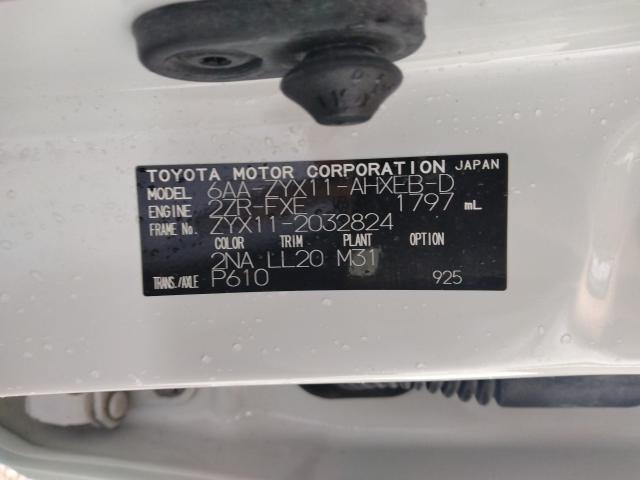 TOYOTA MOTOR CORPORATION JAPAN
MODEL 6AA-ZYX11-AHXEB-D
ENGINE 2ZR-FXE 1797 mL
FRAME No. ZYX11-2032824
COLOR TRIM PLANT OPTION
2NA LL20 M31
TRANS./AXLE P610 925